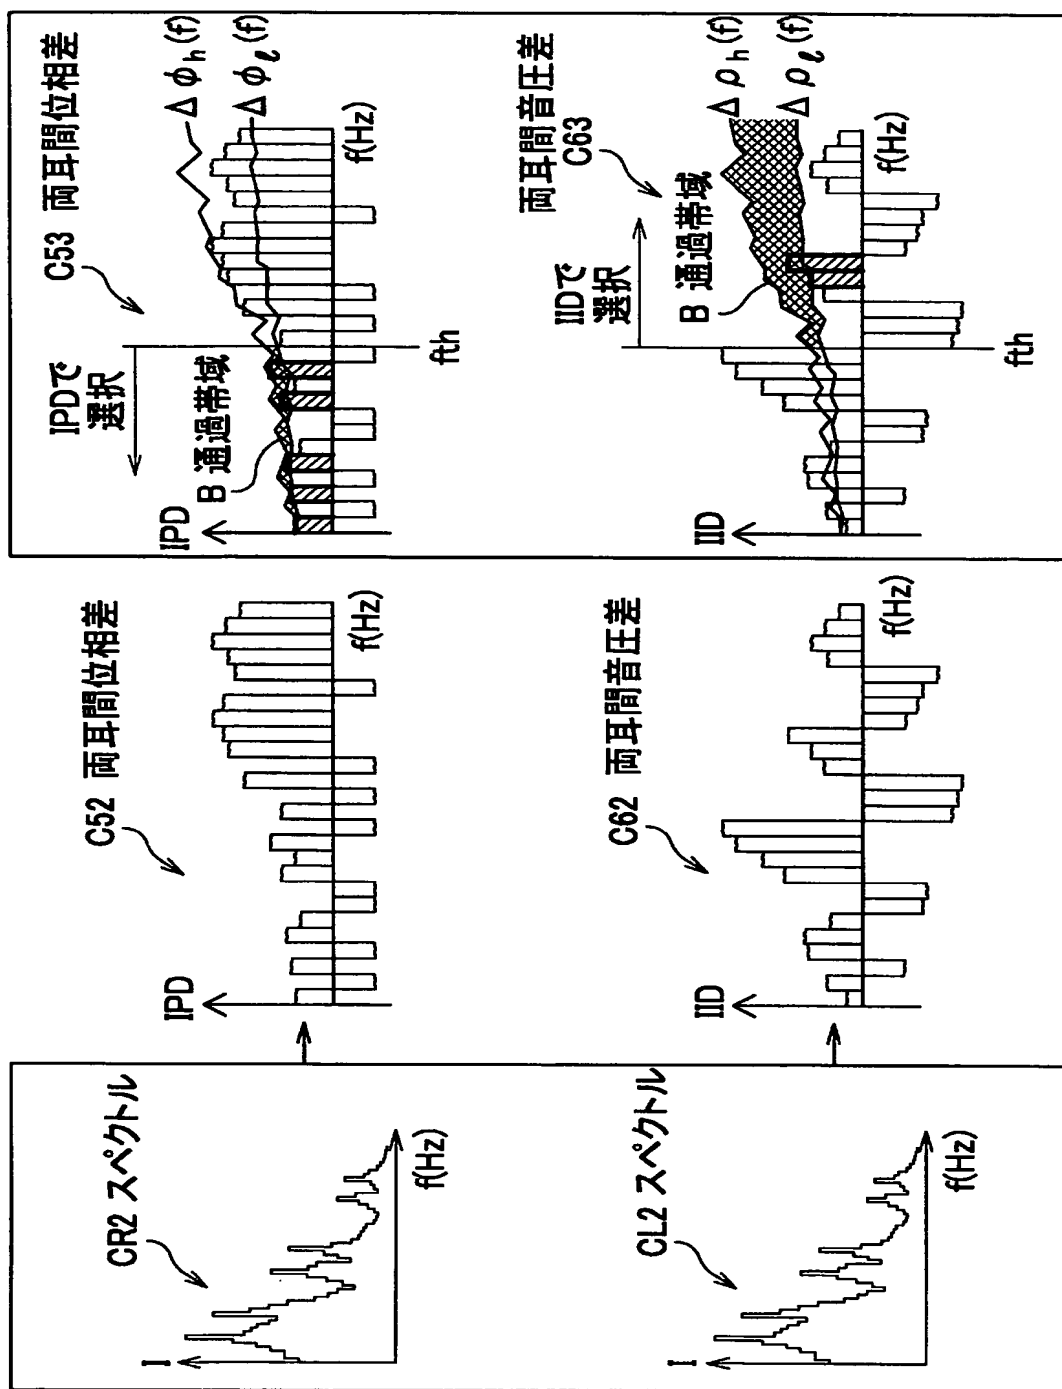 CR2 スペクトル
I
f(Hz)
CL2 スペクトル
I
f(Hz)
C52 両耳間位相差
IPD
f(Hz)
C62 両耳間音圧差
IID
f(Hz)
C53 両耳間位相差
IPDで
選択
B 通過帯域
IPD
Δφh(f)
Δφℓ(f)
f(Hz)
fth
両耳間音圧差
C63
IIDで
選択
B 通過帯域
IID
Δρh(f)
Δρℓ(f)
f(Hz)
fth